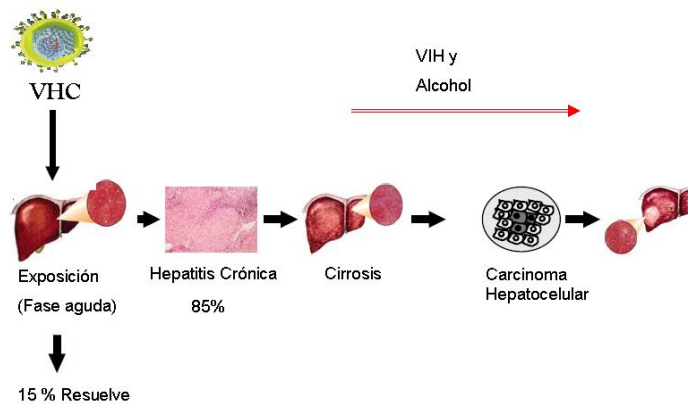 VHC
VIH y
Alcohol
Exposición
(Fase aguda)
Hepatitis Crónica
85%
Cirrosis
Carcinoma
Hepatocelular
15 % Resuelve